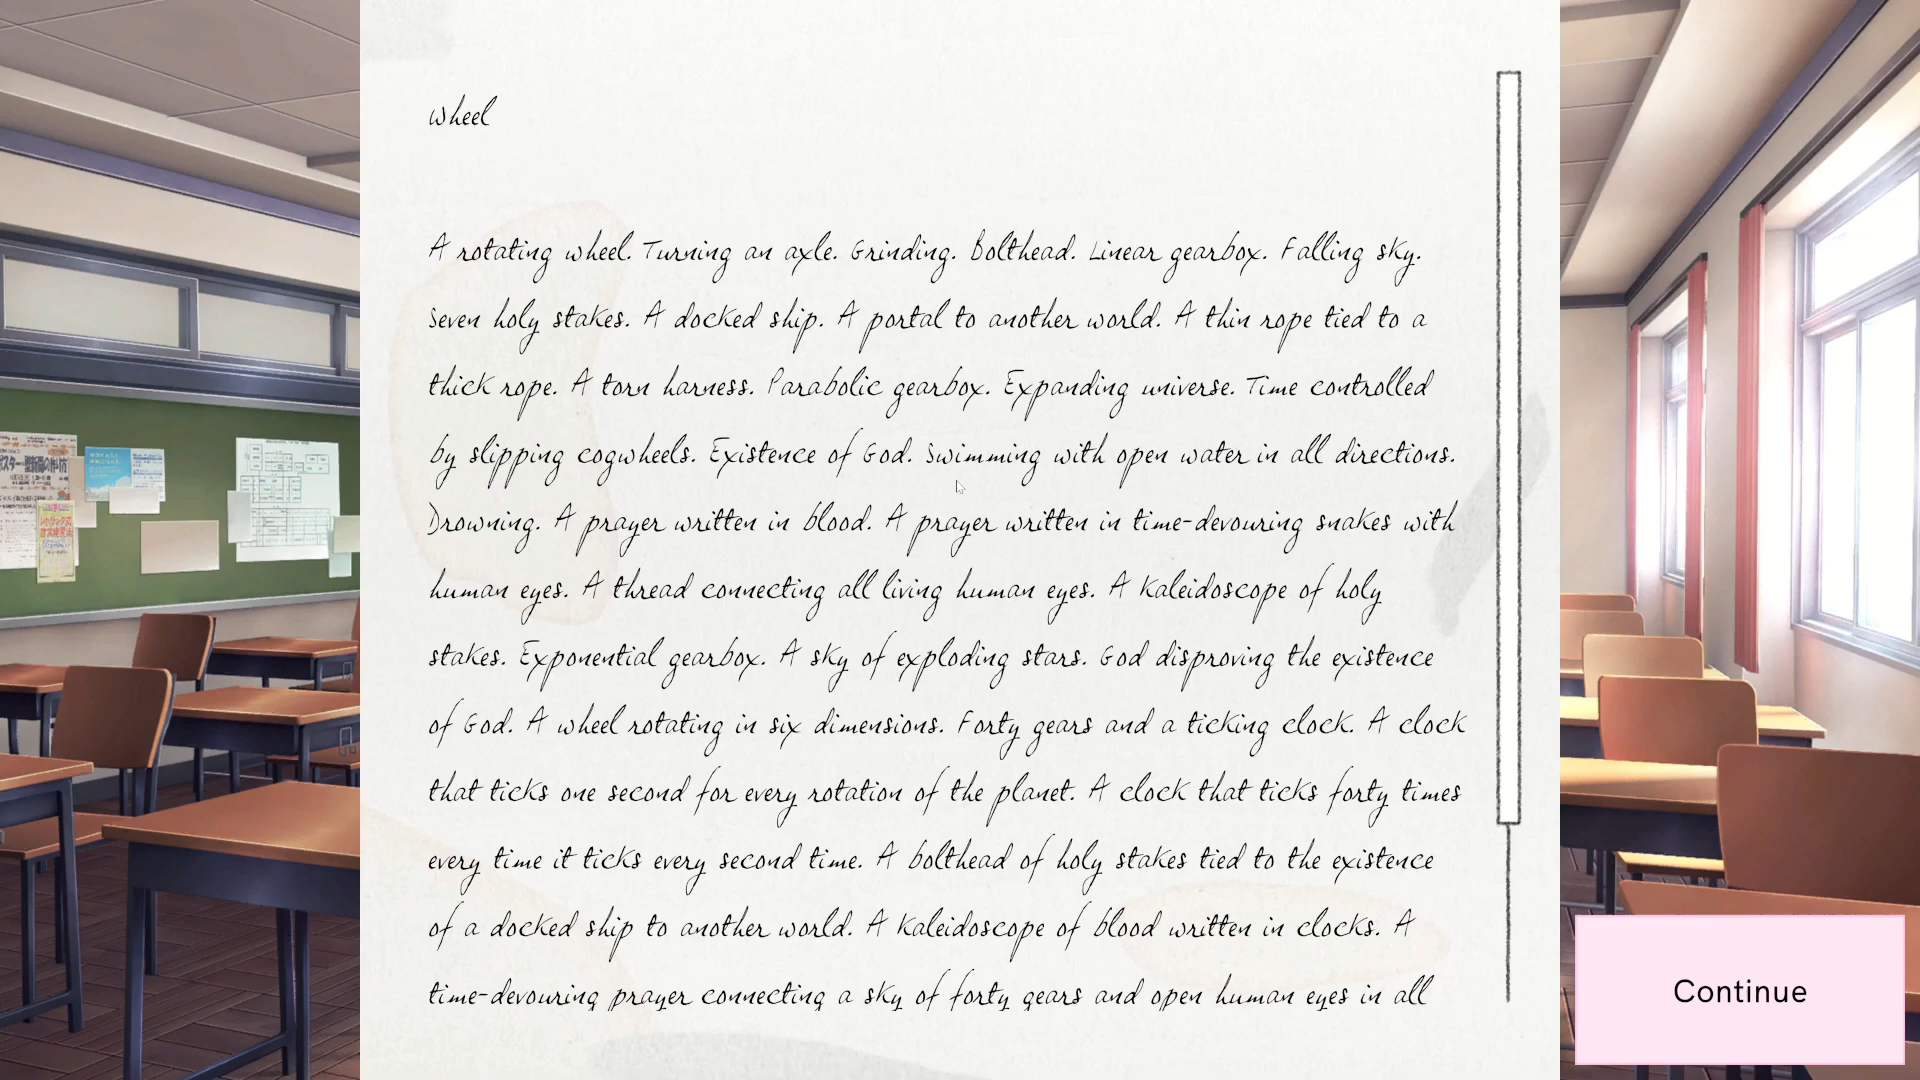 Wheel
A rotating wheel. Turning an axle. Grinding. Bolthead. Linear gearbox. Falling sky.
Seven holy stakes. A docked ship. A portal to another world. A thin rope tied to a
thick rope. A torn harness. Parabolic gearbox. Expanding universe. Time controlled
by slipping cogwheels. Existence of God. Swimming with open water in all directions.
Drowning. A prayer written in blood. A prayer written in time-devouring snakes with
human eyes. A thread connecting all living human eyes. A kaleidoscope of holy
stakes. Exponential gearbox. A sky of exploding stars. God disproving the existence
of God. A wheel rotating in six dimensions. Forty gears and a ticking clock. A clock
that ticks one second for every rotation of the planet. A clock that ticks forty times
every time it ticks every second time. A bolthead of holy stakes tied to the existence
of a docked ship to another world. A kaleidoscope of blood written in clocks. A
time-devouring prayer connecting a sky of forty gears and open human eyes in all
Continue